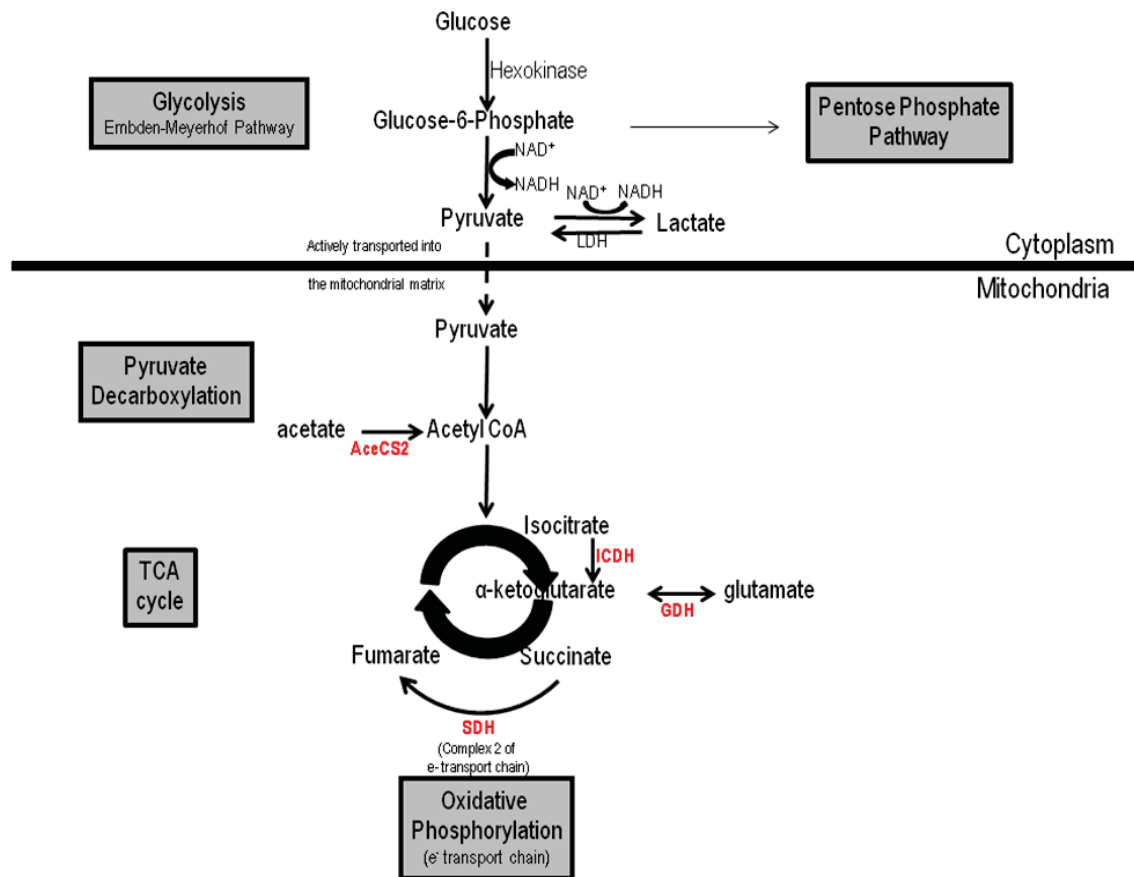 Glucose
Hexokinase
Glycolysis
Embden-Meyerhof Pathway
Glucose-6-Phosphate
Pentose Phosphate
Pathway
NAD⁺
NADH
NAD⁺ NADH
Pyruvate
Lactate
LDH
Actively transported into
Cytoplasm
the mitochondrial matrix
Mitochondria
Pyruvate
Pyruvate
Decarboxylation
acetate
Acetyl CoA
AceCS2
Isocitrate
ICDH
TCA
cycle
α-ketoglutarate
glutamate
GDH
Fumarate
Succinate
SDH
(Complex 2 of
e- transport chain)
Oxidative
Phosphorylation
(e⁻ transport chain)